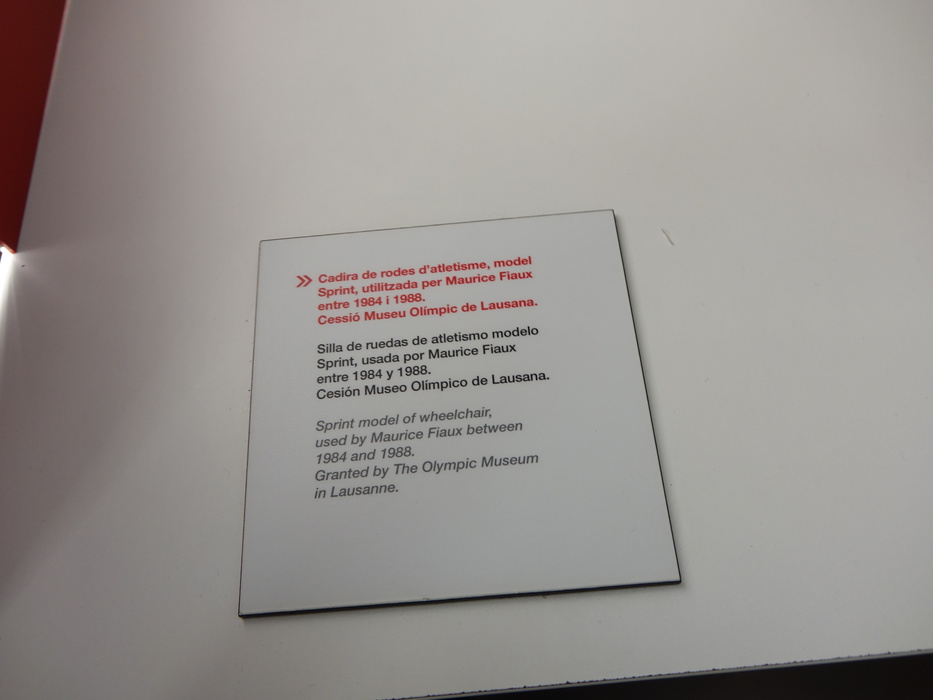 Cadira de rodes d'atletisme, model
Sprint, utilitzada per Maurice Fiaux
entre 1984 i 1988.
Cessió Museu Olímpic de Lausana.
Silla de ruedas de atletismo modelo
Sprint, usada por Maurice Fiaux
entre 1984 y 1988.
Cesión Museo Olímpico de Lausana.
Sprint model of wheelchair,
used by Maurice Fiaux between
1984 and 1988.
Granted by The Olympic Museum
in Lausanne.